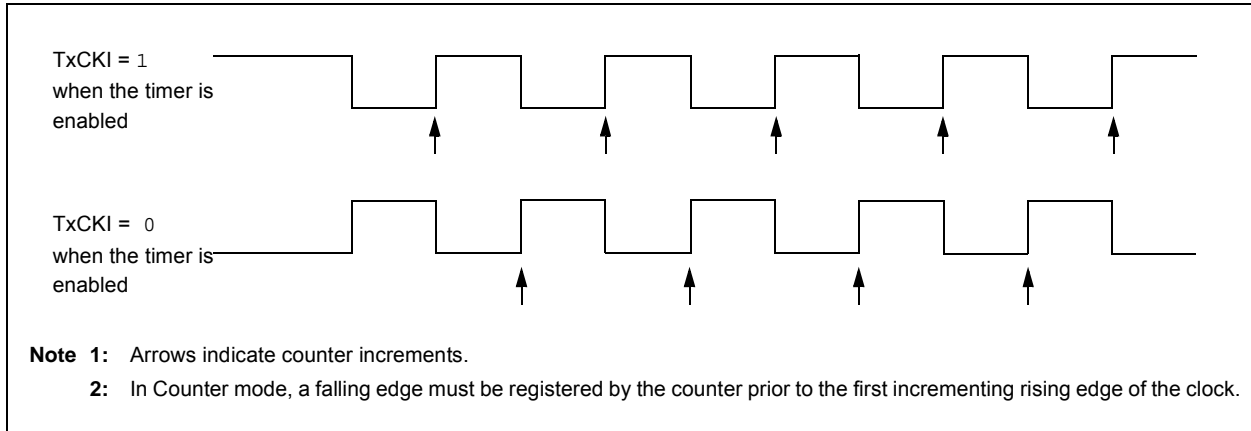 TxCKI = 1
when the timer is
enabled
TxCKI = 0
when the timer is
enabled
Note 1: Arrows indicate counter increments.
2: In Counter mode, a falling edge must be registered by the counter prior to the first incrementing rising edge of the clock.